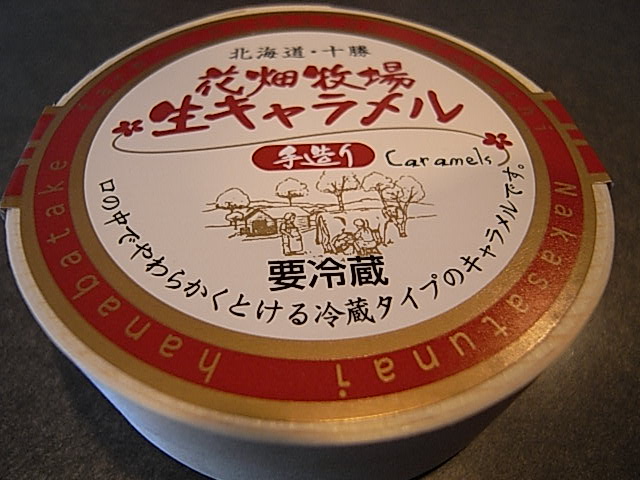 北海道・十勝
花畑牧場
生キャラメル
手造り Caramels
要冷蔵
口の中でやわらかくとける冷蔵タイプのキャラメルです。
hanabatake
hanabatai
Nakasatsunai